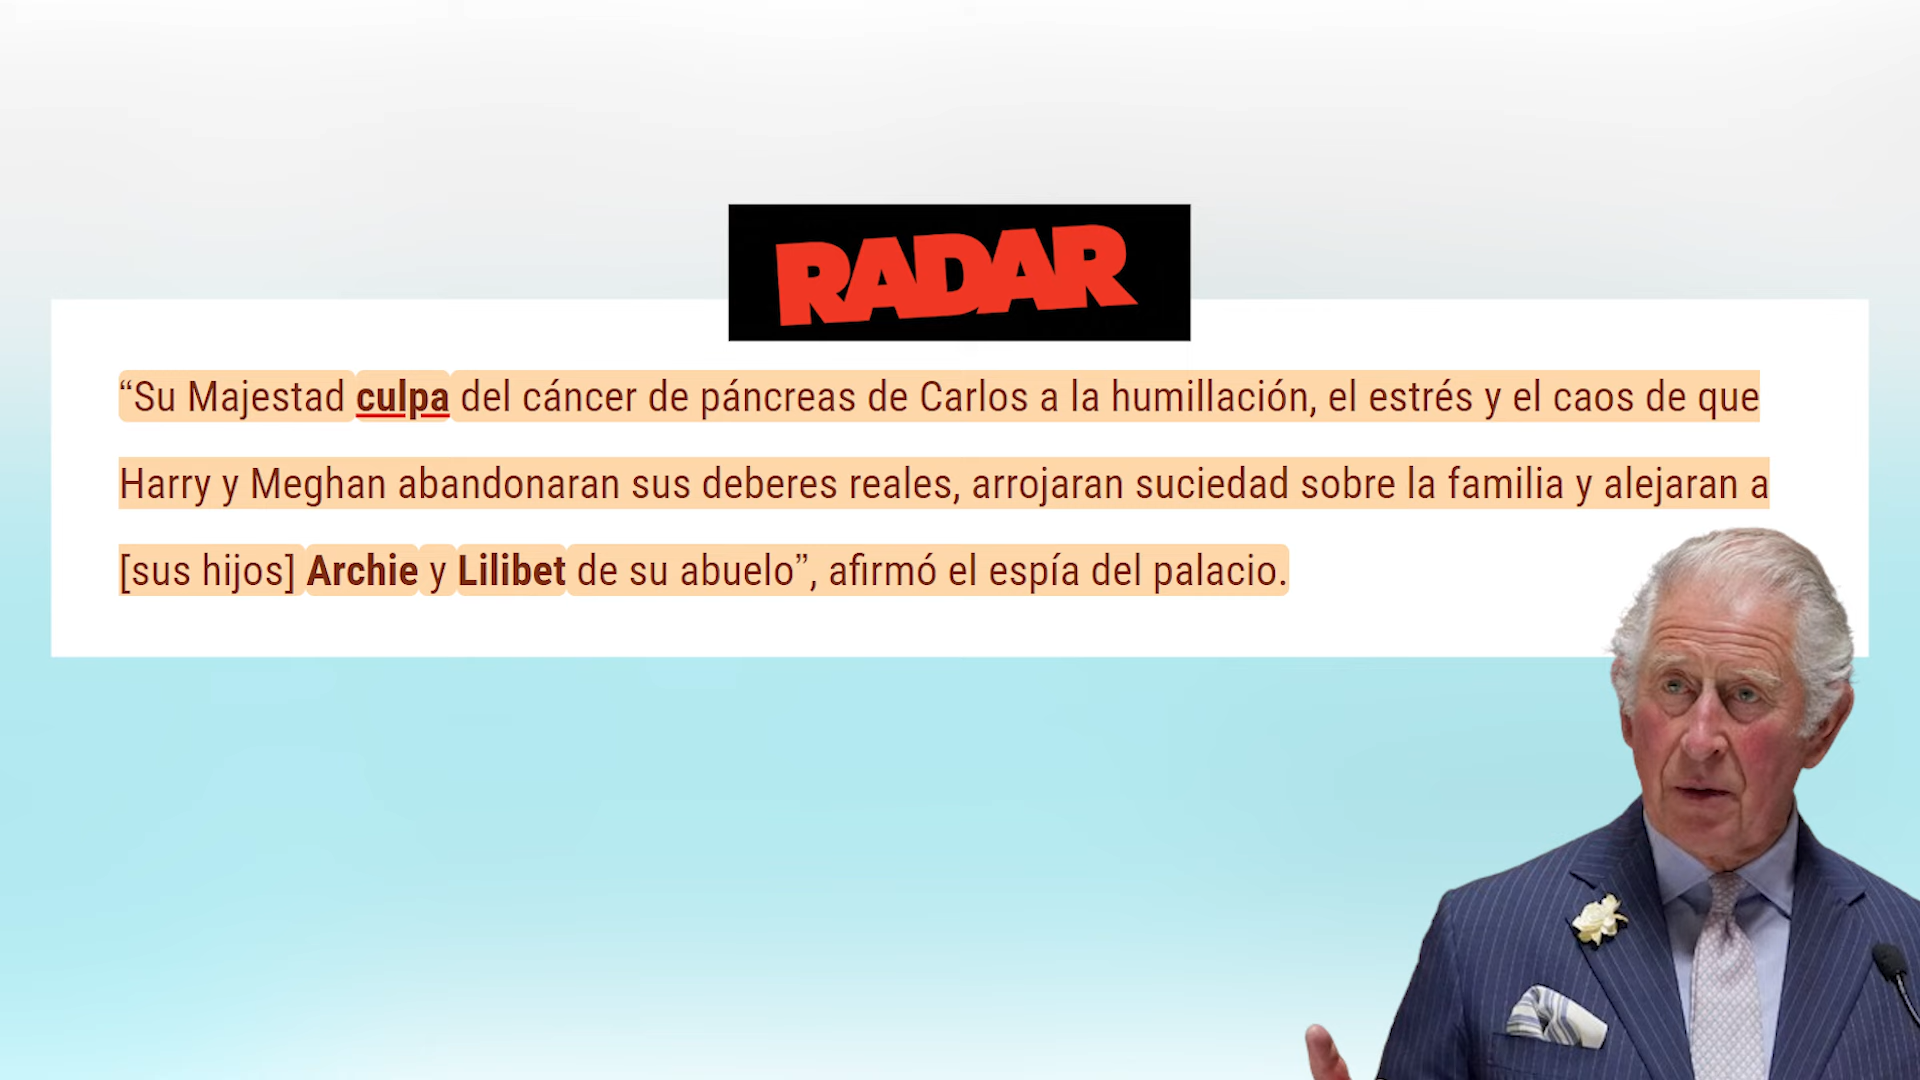 RADAR
“Su Majestad culpa del cáncer de páncreas de Carlos a la humillación, el estrés y el caos de que
Harry y Meghan abandonaran sus deberes reales, arrojaran suciedad sobre la familia y alejaran a
[sus hijos] Archie y Lilibet de su abuelo”, afirmó el espía del palacio.